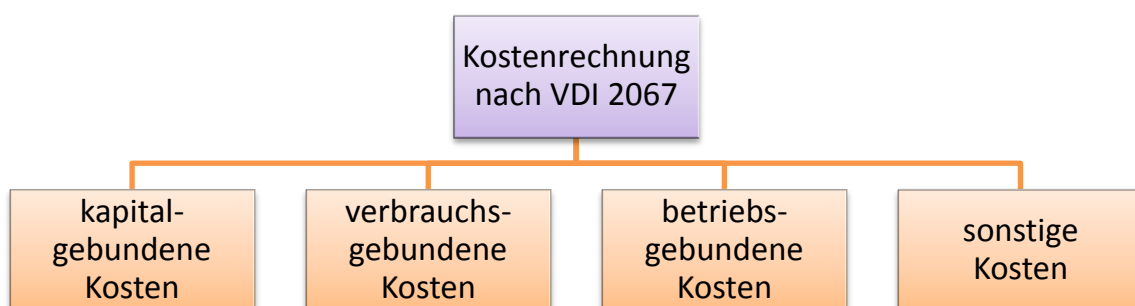 Kostenrechnung
nach VDI 2067
kapital-
gebundene
Kosten
verbrauchs-
gebundene
Kosten
betriebs-
gebundene
Kosten
sonstige
Kosten